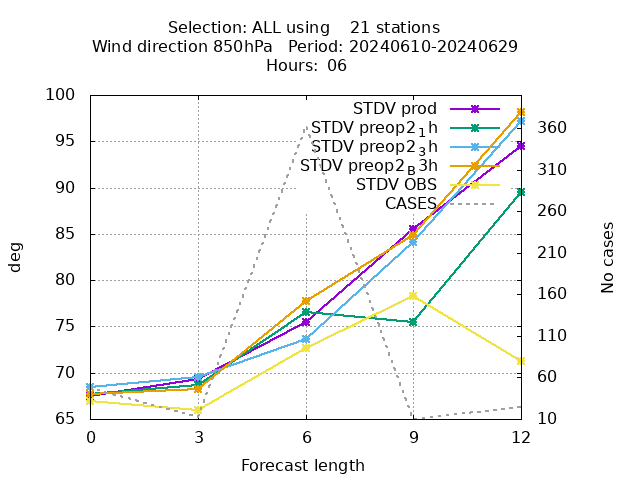 Selection: ALL using 21 stations
Wind direction 850hPa Period: 20240610-20240629
Hours: 06
STDV prod
STDV preop2₁h
STDV preop2₃h
STDV preop2_B3h
STDV OBS
CASES
100
95
90
85
80
75
70
65
360
310
260
210
160
110
60
10
deg
No cases
0 3 6 9 12
Forecast length